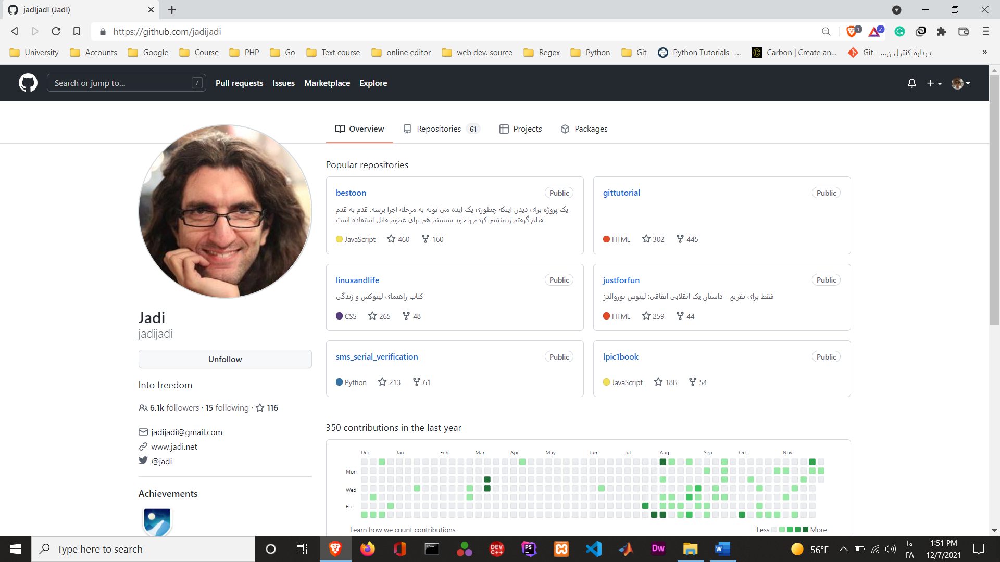 jadijadi (Jadi)
https://github.com/jadijadi
1
University
Accounts
Google
Course
PHP
Go
Text course
online editor
web dev. source
Regex
Python
Git
Python Tutorials –...
Carbon | Create an...
Git - ...دربارهٔ کنترل ن
»
Search or jump to...
/
Pull requests
Issues
Marketplace
Explore
Overview
Repositories 61
Projects
Packages
Jadi
jadijadi
Unfollow
Into freedom
6.1k followers · 15 following · 116
jadijadi@gmail.com
www.jadi.net
@jadi
Achievements
Popular repositories
bestoon
Public
یک پروژه برای دیدن اینکه چطوری یک ایده می تونه به مرحله اجرا برسه. قدم به قدم
فیلم گرفتم و منتشر کردم و خود سیستم هم برای عموم قابل استفاده است
JavaScript 460 160
gittutorial
Public
HTML 302 445
linuxandlife
Public
کتاب راهنمای لینوکس و زندگی
CSS 265 48
justforfun
Public
فقط برای تفریح - داستان یک انقلابی اتفاقی: لینوس توروالدز
HTML 259 44
sms_serial_verification
Public
Python 213 61
lpic1book
Public
JavaScript 188 54
350 contributions in the last year
Dec Jan Feb Mar Apr May Jun Jul Aug Sep Oct Nov
Mon
Wed
Fri
Learn how we count contributions
Less More
Type here to search
DEV C++
PS
Dw
W
56°F
فا
FA
1:51 PM
12/7/2021